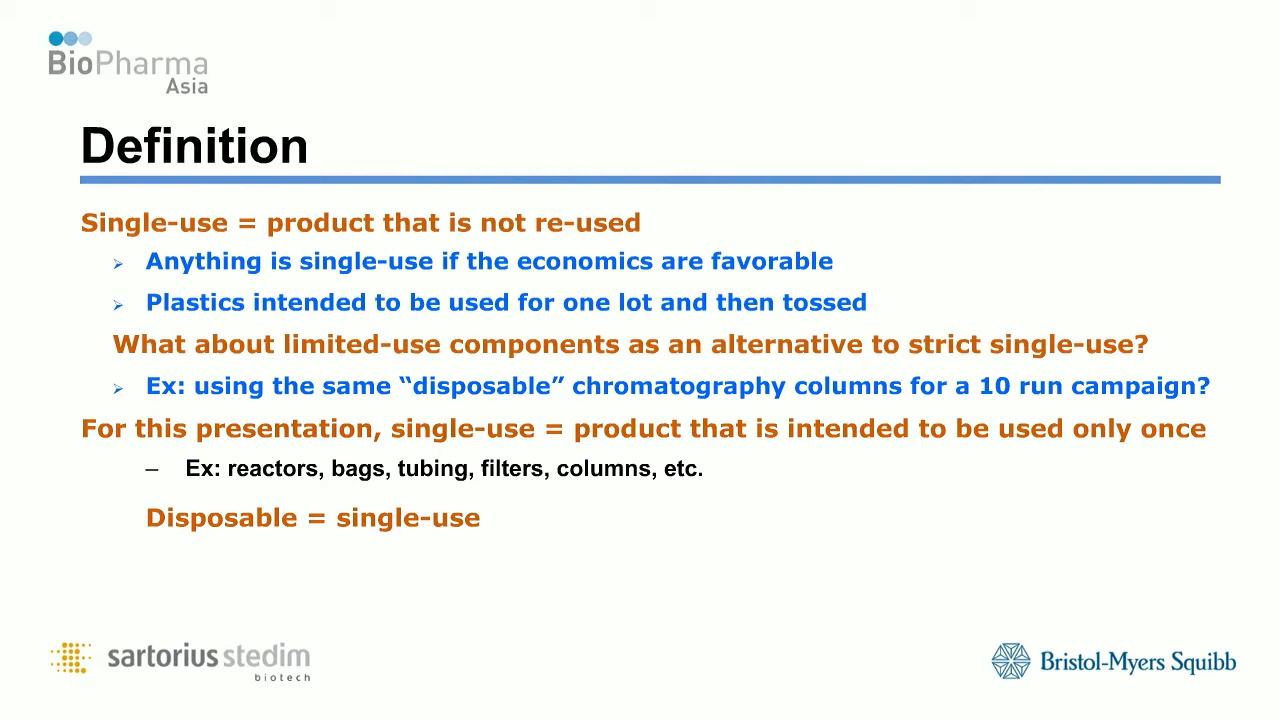 BioPharma
Asia
Definition
Single-use = product that is not re-used
➢ Anything is single-use if the economics are favorable
➢ Plastics intended to be used for one lot and then tossed
What about limited-use components as an alternative to strict single-use?
➢ Ex: using the same “disposable” chromatography columns for a 10 run campaign?
For this presentation, single-use = product that is intended to be used only once
– Ex: reactors, bags, tubing, filters, columns, etc.
Disposable = single-use
sartorius stedim
biotech
Bristol-Myers Squibb